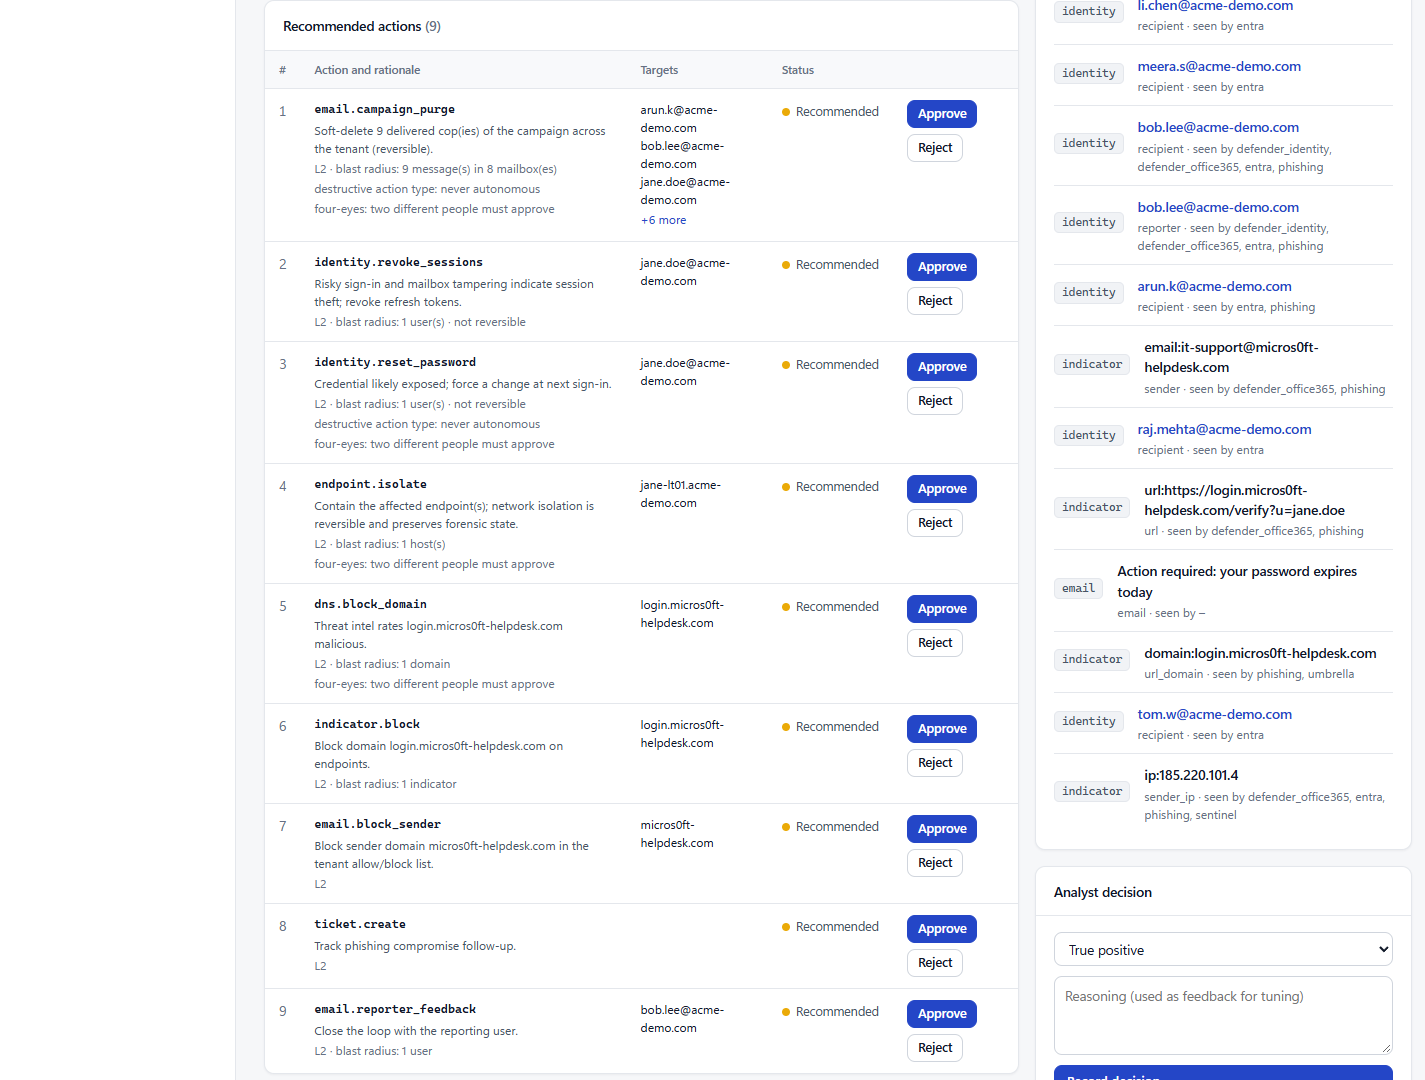 Recommended actions (9)
# Action and rationale Targets Status
1 email.campaign_purge
Soft-delete 9 delivered cop(ies) of the campaign across
the tenant (reversible).
L2 · blast radius: 9 message(s) in 8 mailbox(es)
destructive action type: never autonomous
four-eyes: two different people must approve
arun.k@acme-
demo.com
bob.lee@acme-
demo.com
jane.doe@acme-
demo.com
+6 more
Recommended
Approve
Reject
2 identity.revoke_sessions
Risky sign-in and mailbox tampering indicate session
theft; revoke refresh tokens.
L2 · blast radius: 1 user(s) · not reversible
jane.doe@acme-
demo.com
Recommended
Approve
Reject
3 identity.reset_password
Credential likely exposed; force a change at next sign-in.
L2 · blast radius: 1 user(s) · not reversible
destructive action type: never autonomous
four-eyes: two different people must approve
jane.doe@acme-
demo.com
Recommended
Approve
Reject
4 endpoint.isolate
Contain the affected endpoint(s); network isolation is
reversible and preserves forensic state.
L2 · blast radius: 1 host(s)
four-eyes: two different people must approve
jane-lt01.acme-
demo.com
Recommended
Approve
Reject
5 dns.block_domain
Threat intel rates login.micros0ft-helpdesk.com
malicious.
L2 · blast radius: 1 domain
four-eyes: two different people must approve
login.micros0ft-
helpdesk.com
Recommended
Approve
Reject
6 indicator.block
Block domain login.micros0ft-helpdesk.com on
endpoints.
L2 · blast radius: 1 indicator
login.micros0ft-
helpdesk.com
Recommended
Approve
Reject
7 email.block_sender
Block sender domain micros0ft-helpdesk.com in the
tenant allow/block list.
L2
micros0ft-
helpdesk.com
Recommended
Approve
Reject
8 ticket.create
Track phishing compromise follow-up.
L2
Recommended
Approve
Reject
9 email.reporter_feedback
Close the loop with the reporting user.
L2 · blast radius: 1 user
bob.lee@acme-
demo.com
Recommended
Approve
Reject
identity li.chen@acme-demo.com
recipient · seen by entra
identity meera.s@acme-demo.com
recipient · seen by entra
identity bob.lee@acme-demo.com
recipient · seen by defender_identity,
defender_office365, entra, phishing
identity bob.lee@acme-demo.com
reporter · seen by defender_identity,
defender_office365, entra, phishing
identity arun.k@acme-demo.com
recipient · seen by entra, phishing
indicator email:it-support@micros0ft-
helpdesk.com
sender · seen by defender_office365, phishing
identity raj.mehta@acme-demo.com
recipient · seen by entra
indicator url:https://login.micros0ft-
helpdesk.com/verify?u=jane.doe
url · seen by defender_office365, phishing
email Action required: your password expires
today
email · seen by –
indicator domain:login.micros0ft-helpdesk.com
url_domain · seen by phishing, umbrella
identity tom.w@acme-demo.com
recipient · seen by entra
indicator ip:185.220.101.4
sender_ip · seen by defender_office365, entra,
phishing, sentinel
Analyst decision
True positive
Reasoning (used as feedback for tuning)
Record decision